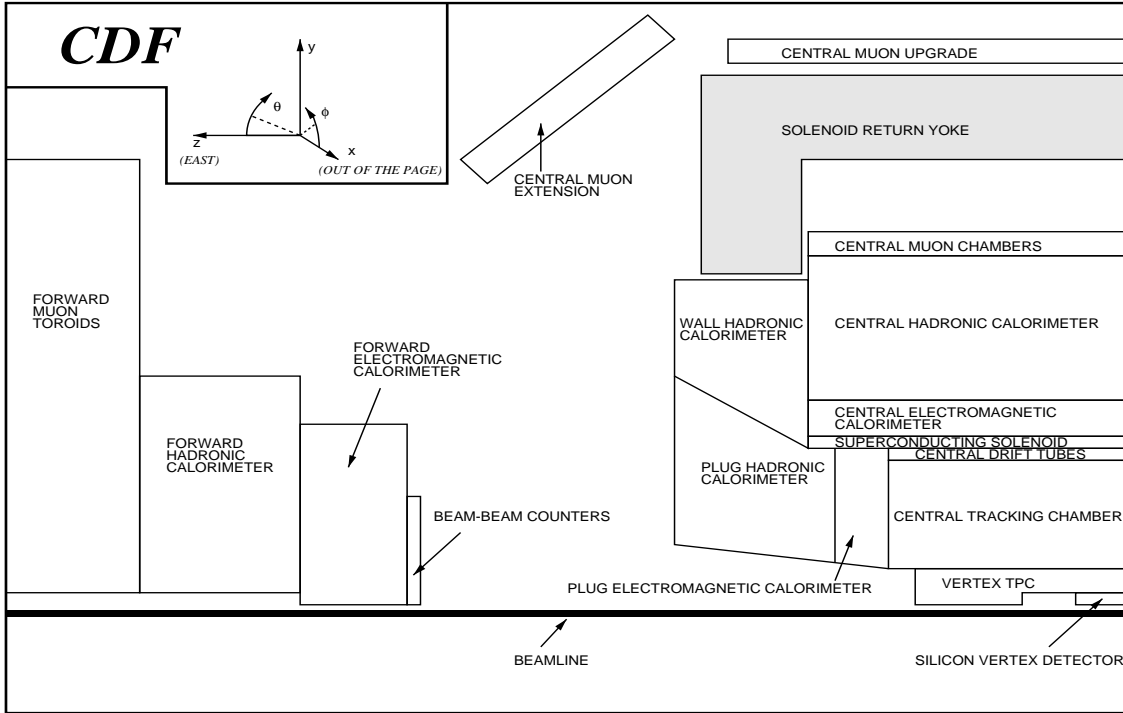 CDF
y
θ
ϕ
z
x
(EAST)
(OUT OF THE PAGE)
CENTRAL MUON UPGRADE
SOLENOID RETURN YOKE
CENTRAL MUON
EXTENSION
CENTRAL MUON CHAMBERS
FORWARD
MUON
TOROIDS
WALL HADRONIC
CALORIMETER
CENTRAL HADRONIC CALORIMETER
FORWARD
ELECTROMAGNETIC
CALORIMETER
CENTRAL ELECTROMAGNETIC
CALORIMETER
FORWARD
HADRONIC
CALORIMETER
SUPERCONDUCTING SOLENOID
CENTRAL DRIFT TUBES
PLUG HADRONIC
CALORIMETER
BEAM-BEAM COUNTERS
CENTRAL TRACKING CHAMBER
PLUG ELECTROMAGNETIC CALORIMETER
VERTEX TPC
BEAMLINE
SILICON VERTEX DETECTOR